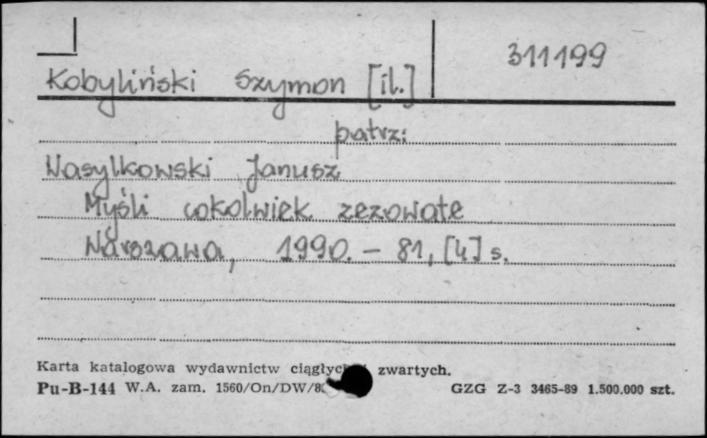 311199
Kobyliński Szymon [il.]
patrz:
Wasylkowski Janusz
Myśli cokolwiek zezowate
Warszawa, 1990. - 81, [4] s.
Karta katalogowa wydawnictw zwartych.
Pu-B-144 W.A. zam. 1560/On/DW/8 GZG Z-3 3465-89 1.500.000 szt.